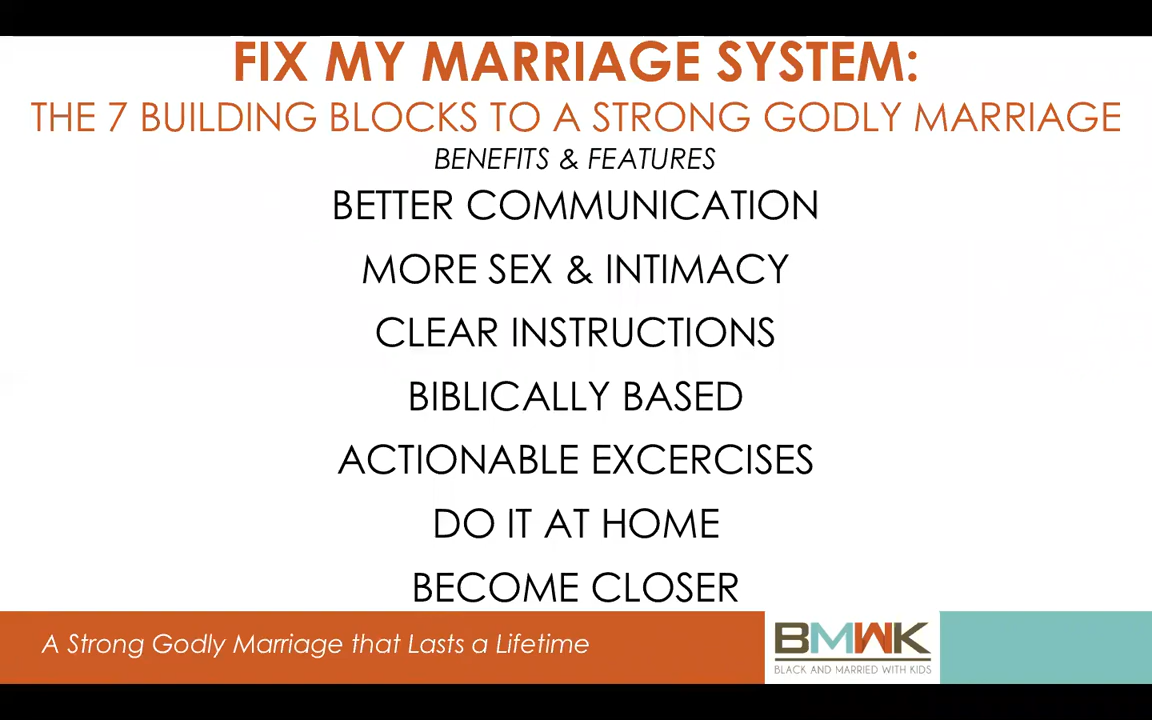 FIX MY MARRIAGE SYSTEM:
THE 7 BUILDING BLOCKS TO A STRONG GODLY MARRIAGE
BENEFITS & FEATURES
BETTER COMMUNICATION
MORE SEX & INTIMACY
CLEAR INSTRUCTIONS
BIBLICALLY BASED
ACTIONABLE EXCERCISES
DO IT AT HOME
BECOME CLOSER
A Strong Godly Marriage that Lasts a Lifetime
BMWK
BLACK AND MARRIED WITH KIDS